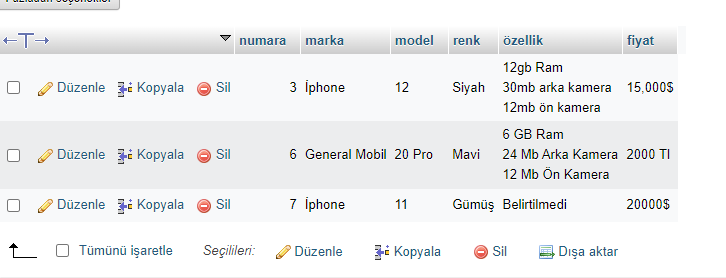 numara marka model renk özellik fiyat
Düzenle Kopyala Sil 3 İphone 12 Siyah 12gb Ram
30mb arka kamera
12mb ön kamera 15,000$
Düzenle Kopyala Sil 6 General Mobil 20 Pro Mavi 6 GB Ram
24 Mb Arka Kamera
12 Mb Ön Kamera 2000 Tl
Düzenle Kopyala Sil 7 İphone 11 Gümüş Belirtilmedi 20000$
Tümünü işaretle Seçilileri: Düzenle Kopyala Sil Dışa aktar